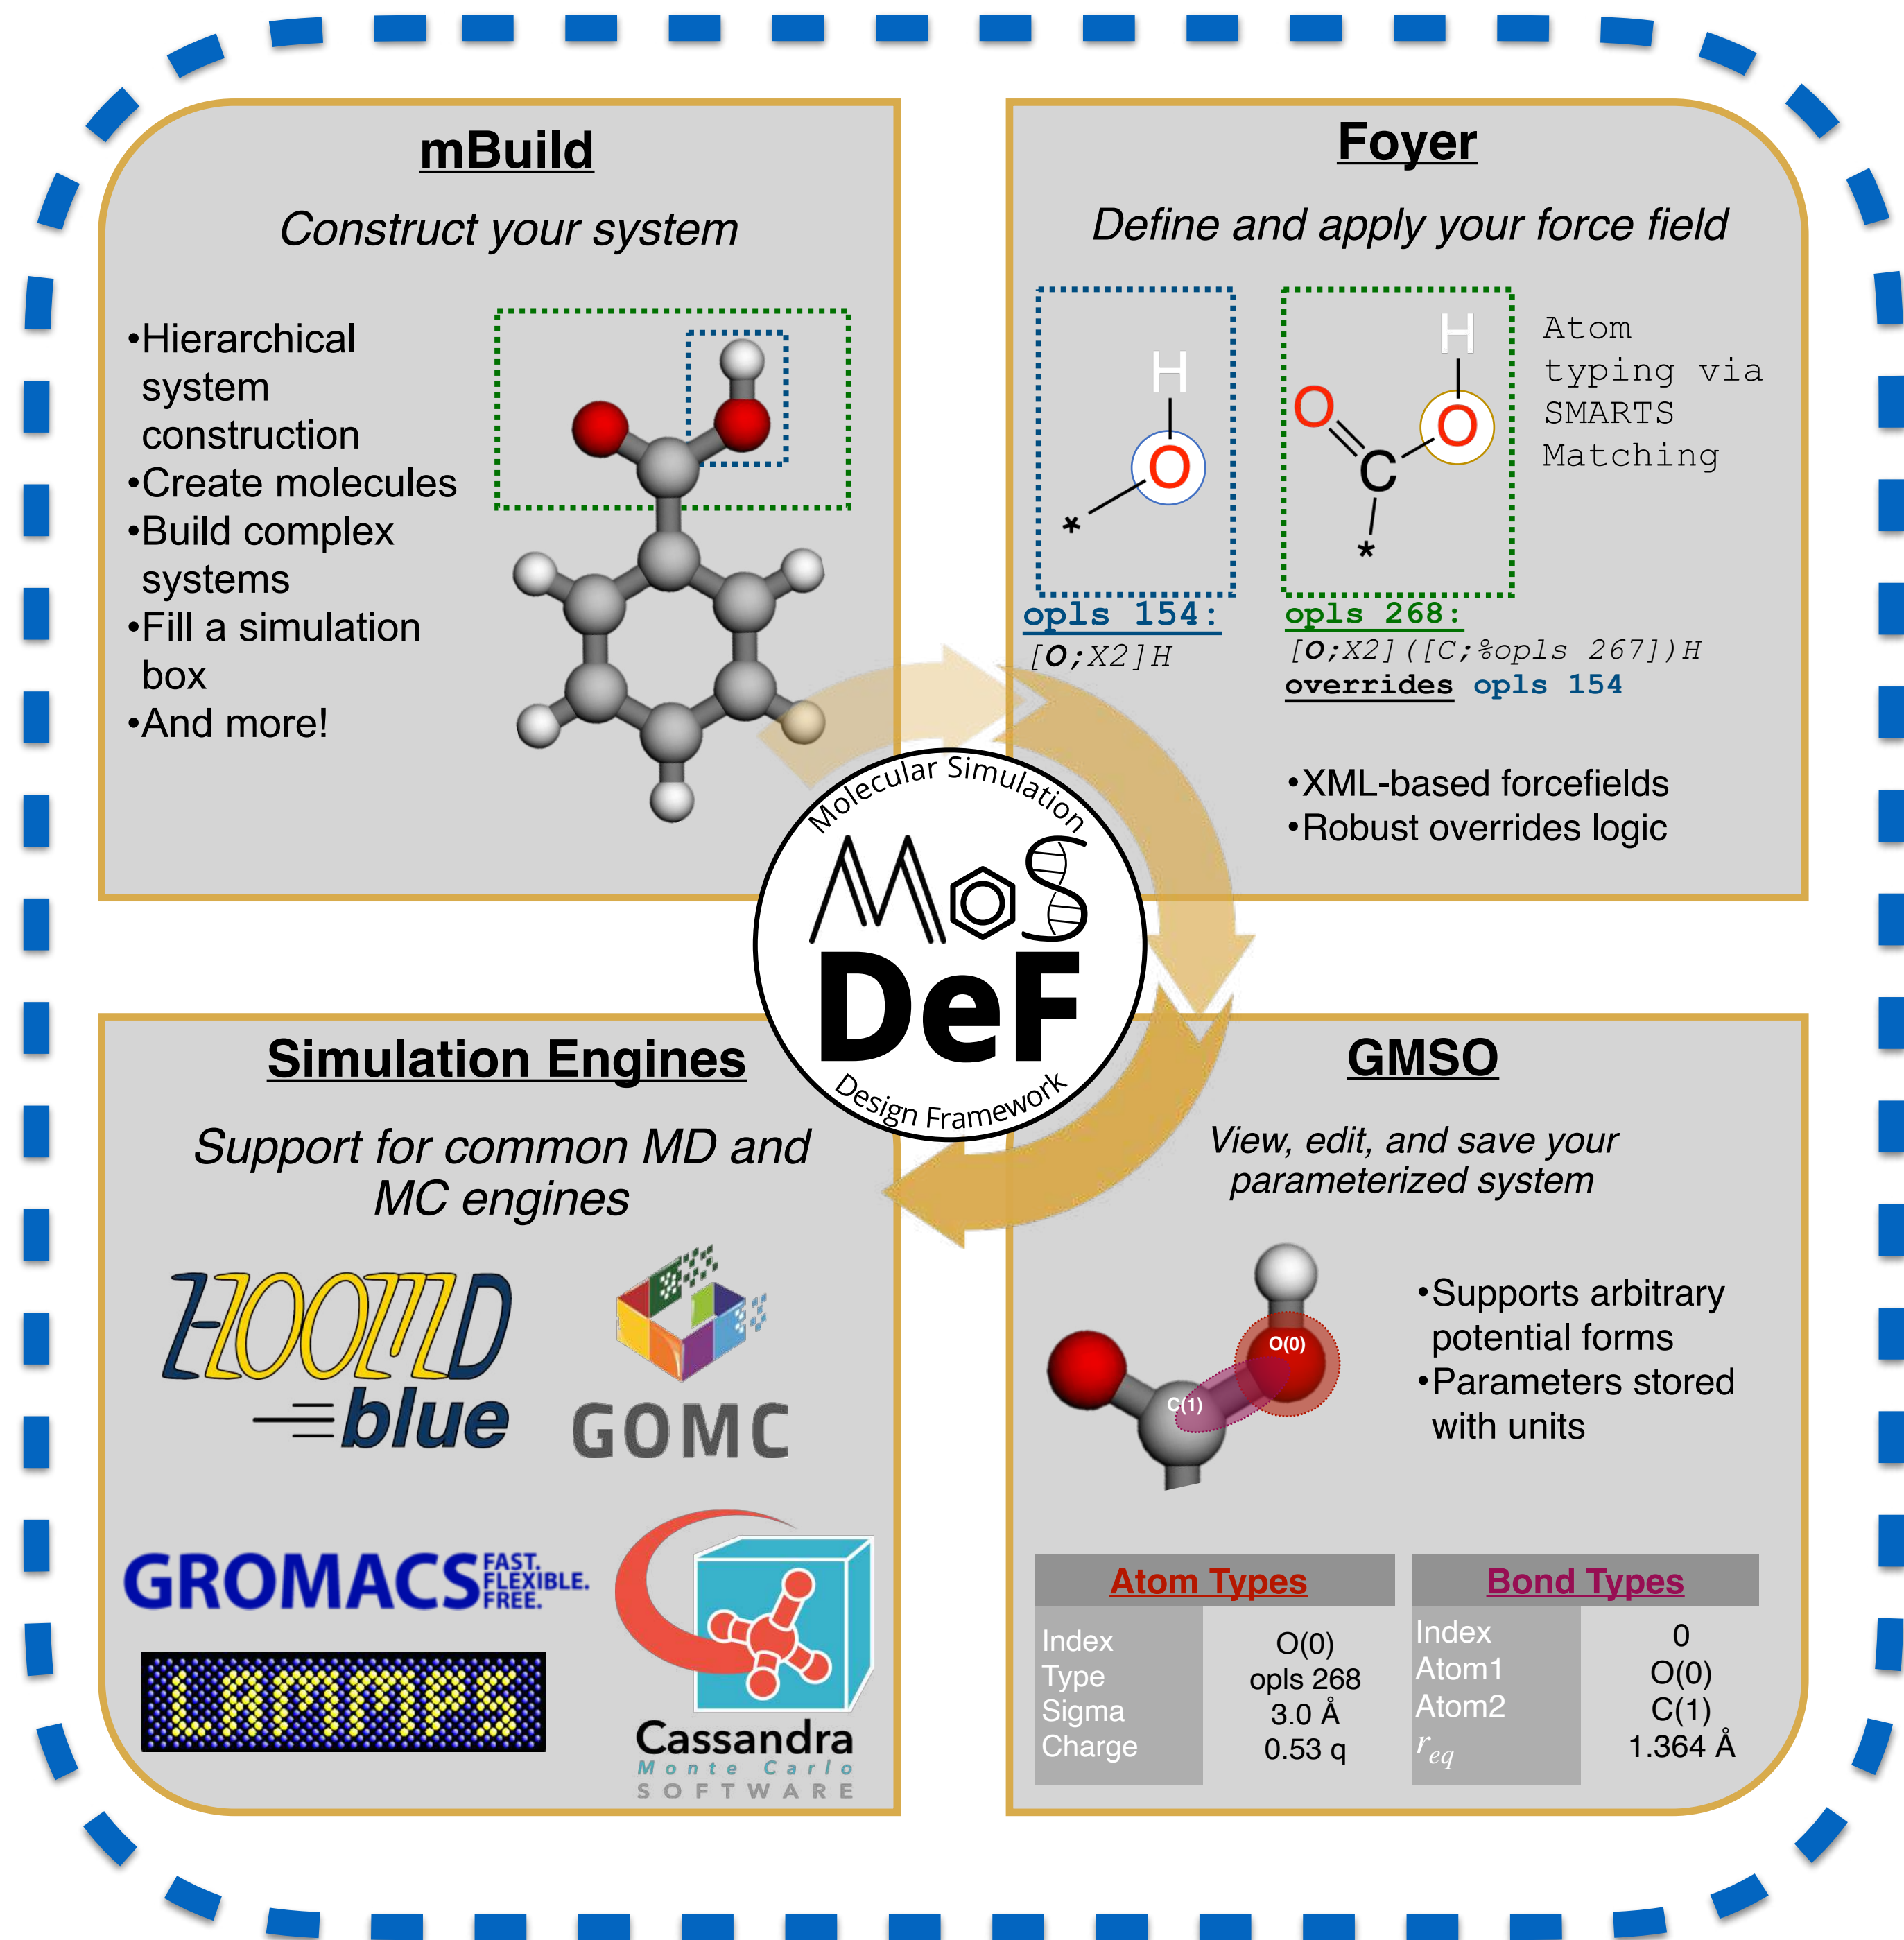 mBuild
Construct your system
•Hierarchical
system
construction
•Create molecules
•Build complex
systems
•Fill a simulation
box
•And more!
Foyer
Define and apply your force field
H
O
*
H
O
O
C
*
Atom
typing via
SMARTS
Matching
opls 154:
[O;X2]H
opls 268:
[O;X2]([C;%opls 267])H
overrides opls 154
•XML-based forcefields
•Robust overrides logic
Molecular Simulation
MoS
DeF
Design Framework
Simulation Engines
Support for common MD and
MC engines
HOOMD
blue
GOMC
GROMACS
FAST.
FLEXIBLE.
FREE.
LAMMPS
Cassandra
Monte Carlo
SOFTWARE
GMSO
View, edit, and save your
parameterized system
O(0)
C(1)
•Supports arbitrary
potential forms
•Parameters stored
with units
Atom Types
Index O(0)
Type opls 268
Sigma 3.0 Å
Charge 0.53 q
Bond Types
Index 0
Atom1 O(0)
Atom2 C(1)
req 1.364 Å